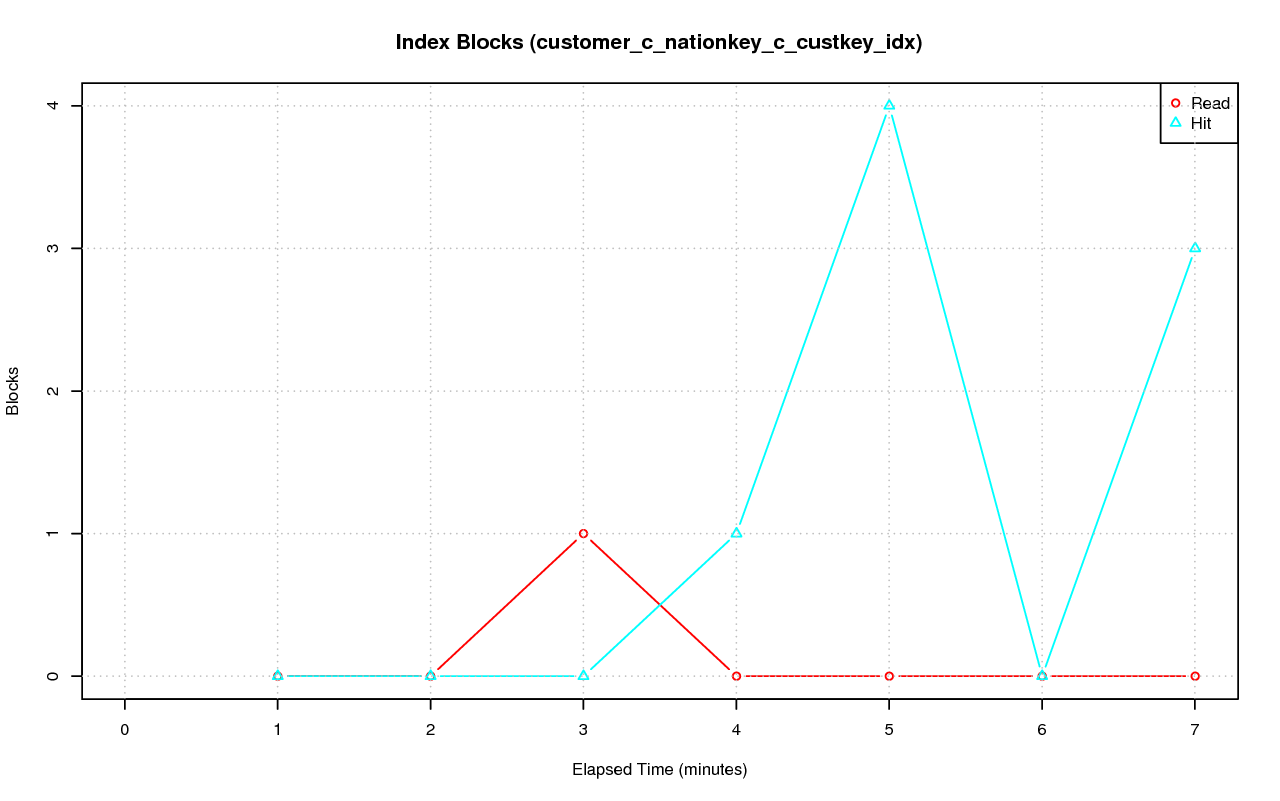 Index Blocks (customer_c_nationkey_c_custkey_idx)
Read
Hit
Blocks
4
3
2
1
0
0 1 2 3 4 5 6 7
Elapsed Time (minutes)